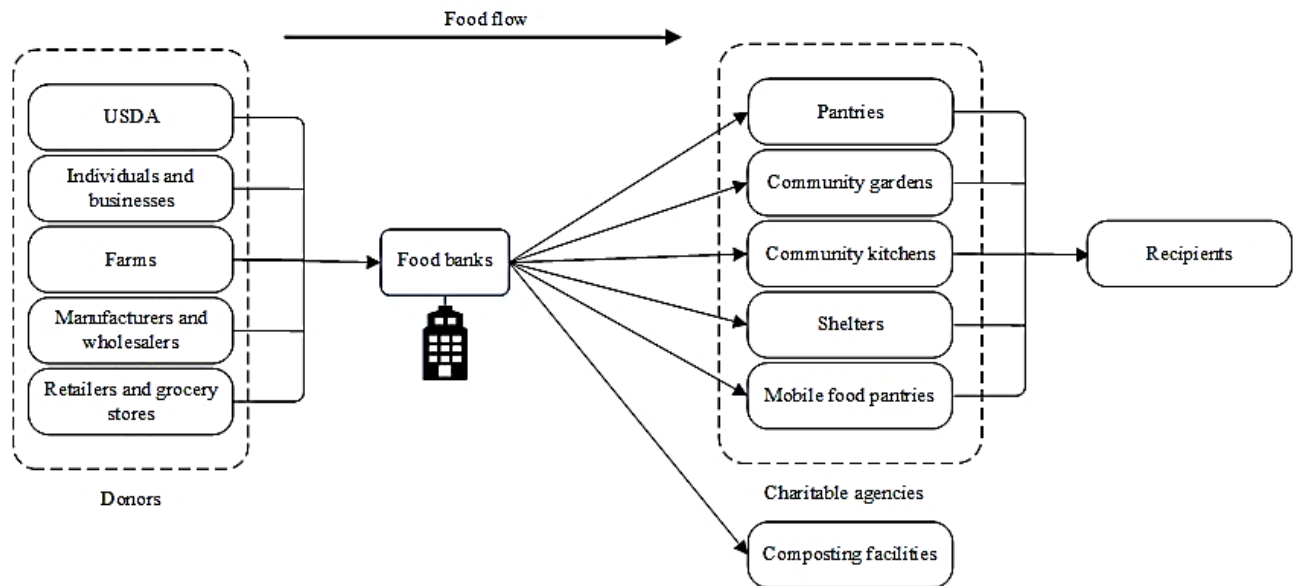 Food flow
USDA
Individuals and
businesses
Farms
Manufacturers and
wholesalers
Retailers and grocery
stores
Donors
Food banks
Pantries
Community gardens
Community kitchens
Shelters
Mobile food pantries
Charitable agencies
Composting facilities
Recipients